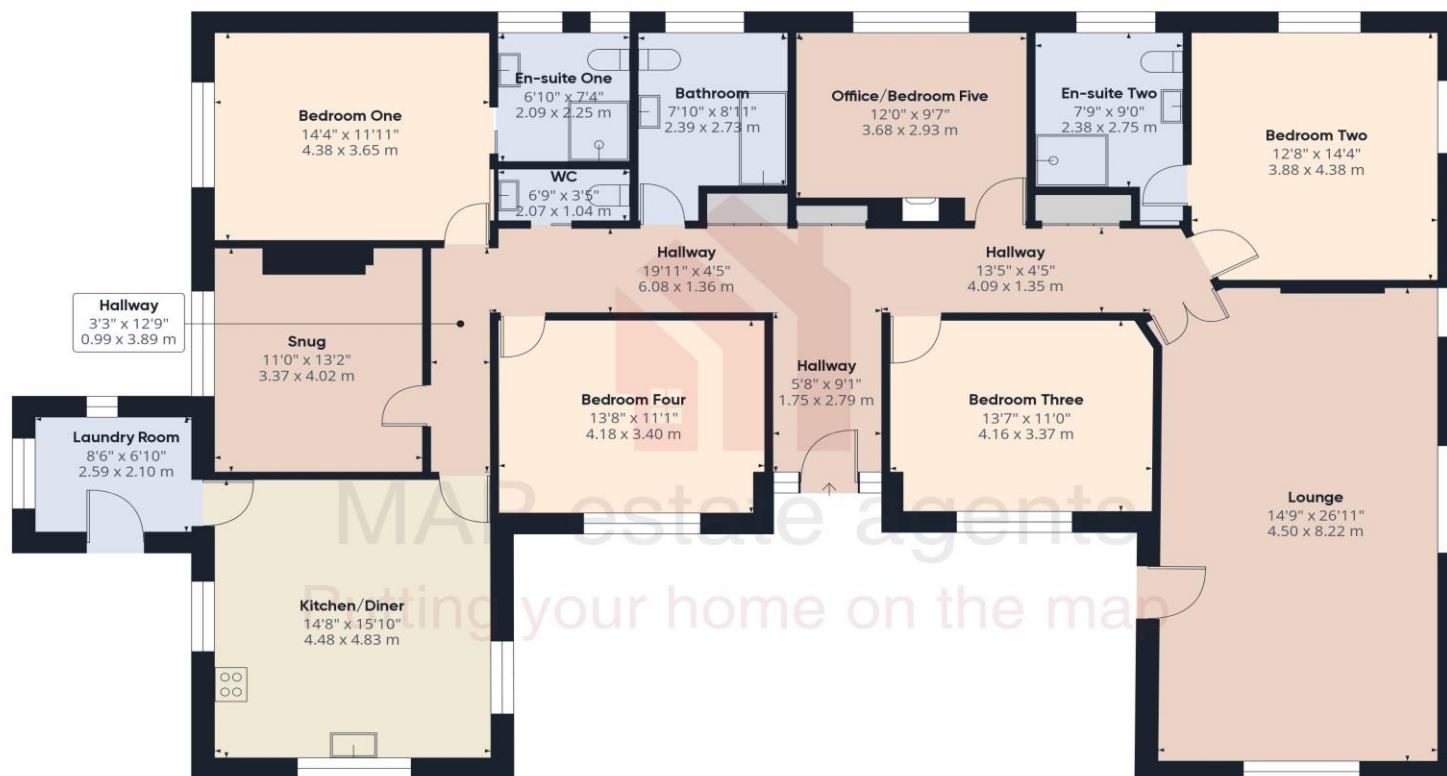 Bedroom One
14'4" x 11'11"
4.38 x 3.65 m
En-suite One
6'10" x 7'4"
2.09 x 2.25 m
Bathroom
7'10" x 8'11"
2.39 x 2.73 m
Office/Bedroom Five
12'0" x 9'7"
3.68 x 2.93 m
En-suite Two
7'9" x 9'0"
2.38 x 2.75 m
Bedroom Two
12'8" x 14'4"
3.88 x 4.38 m
WC
6'9" x 3'5"
2.07 x 1.04 m
Hallway
19'11" x 4'5"
6.08 x 1.36 m
Hallway
13'5" x 4'5"
4.09 x 1.35 m
Hallway
3'3" x 12'9"
0.99 x 3.89 m
Snug
11'0" x 13'2"
3.37 x 4.02 m
Hallway
5'8" x 9'1"
1.75 x 2.79 m
Bedroom Four
13'8" x 11'1"
4.18 x 3.40 m
Bedroom Three
13'7" x 11'0"
4.16 x 3.37 m
Laundry Room
8'6" x 6'10"
2.59 x 2.10 m
Lounge
14'9" x 26'11"
4.50 x 8.22 m
MAP estate agents
Putting your home on the map
Kitchen/Diner
14'8" x 15'10"
4.48 x 4.83 m